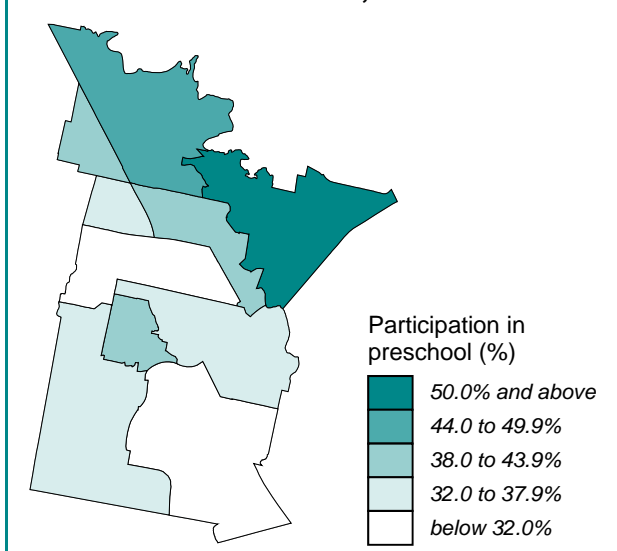 Participation in
preschool (%)
50.0% and above
44.0 to 49.9%
38.0 to 43.9%
32.0 to 37.9%
below 32.0%